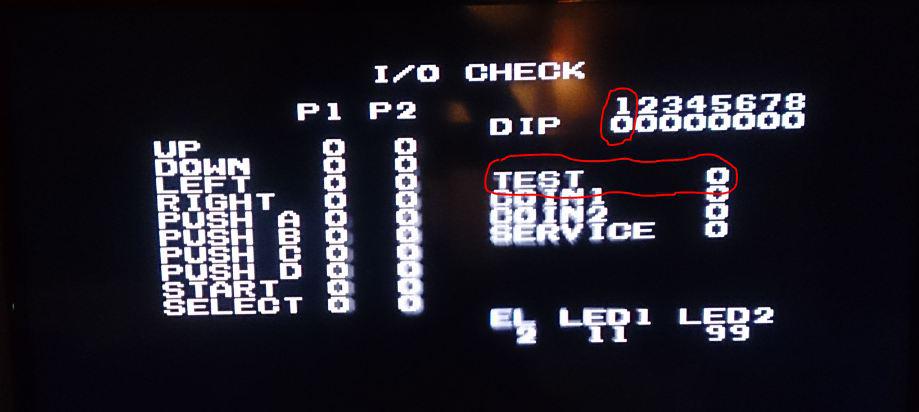 I/O CHECK
P1 P2
UP 0 0
DOWN 0 0
LEFT 0 0
RIGHT 0 0
PUSH A 0 0
PUSH B 0 0
PUSH C 0 0
PUSH D 0 0
START 0 0
SELECT 0 0
12345678
DIP 00000000
TEST 0
COIN1 0
COIN2 0
SERVICE 0
EL LED1 LED2
2 11 99